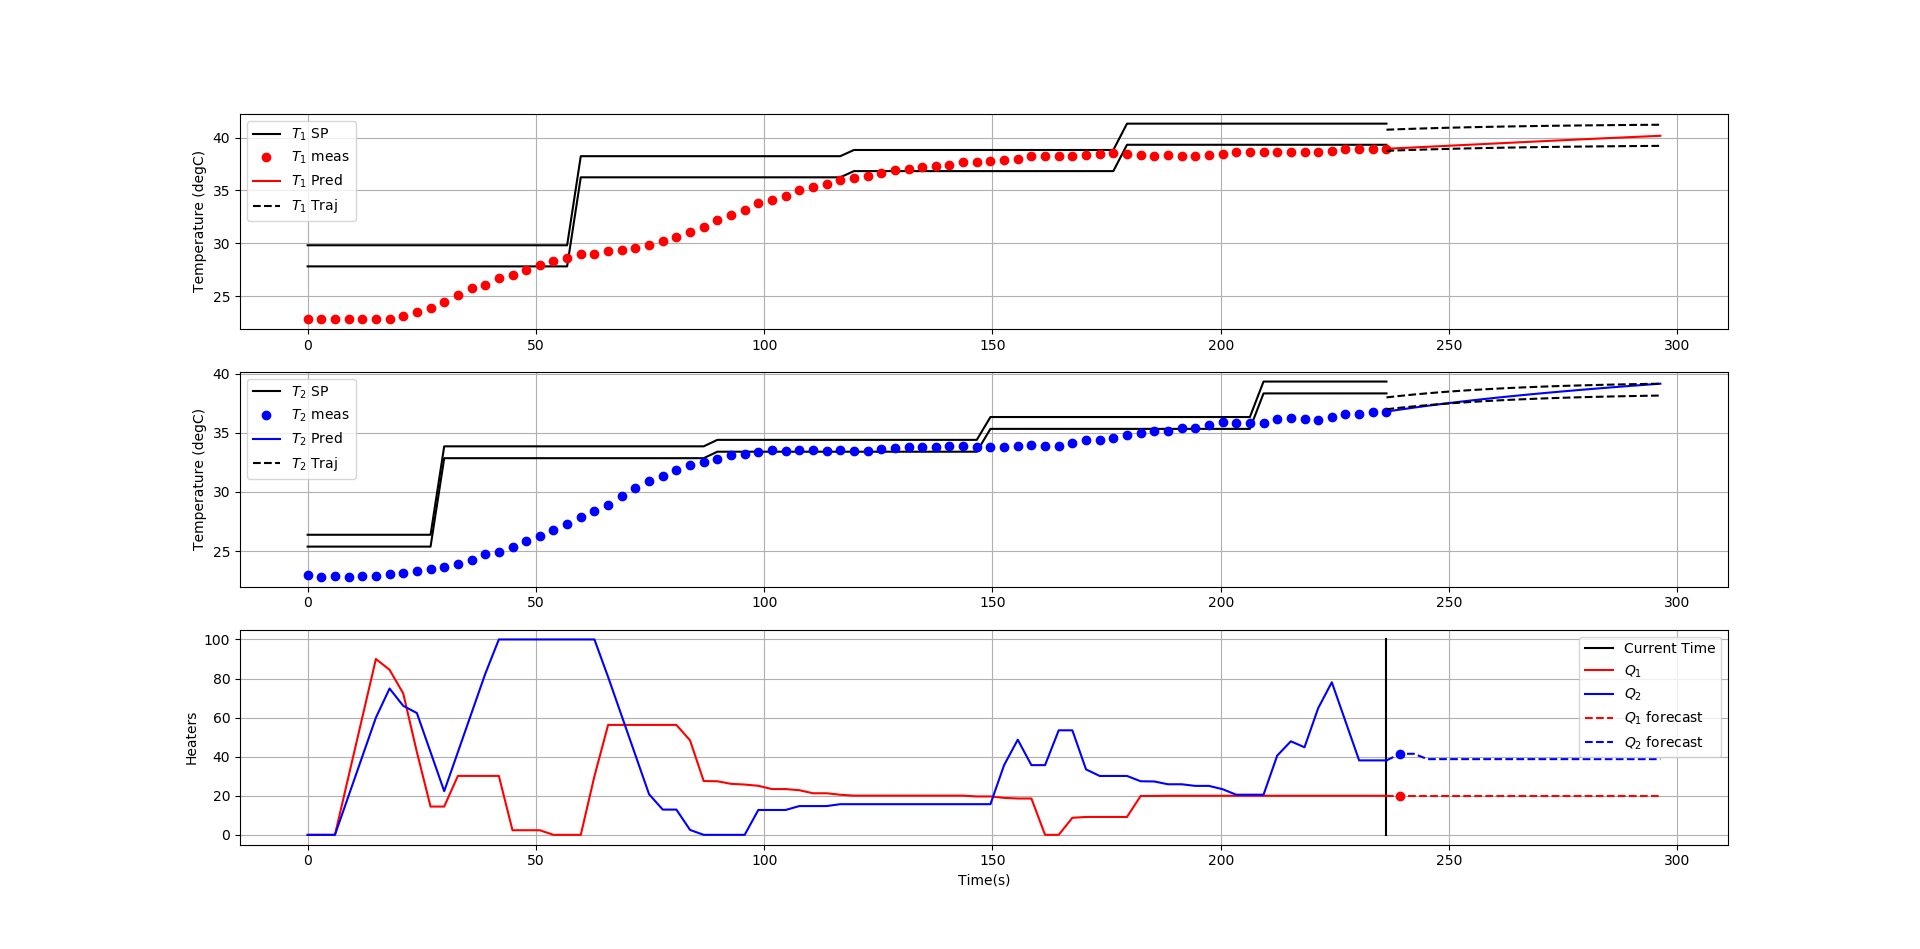 Temperature (degC)
40
35
30
25
T1 SP
T1 meas
T1 Pred
T1 Traj
0 50 100 150 200 250 300
Temperature (degC)
40
35
30
25
T2 SP
T2 meas
T2 Pred
T2 Traj
0 50 100 150 200 250 300
Heaters
100
80
60
40
20
0
Current Time
Q1
Q2
Q1 forecast
Q2 forecast
0 50 100 150 200 250 300
Time(s)